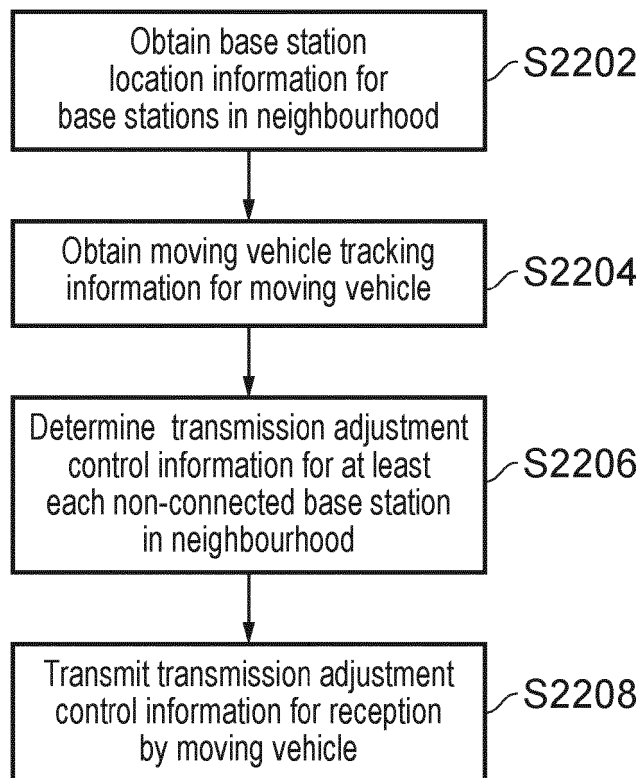 Obtain base station
location information for
base stations in neighbourhood
S2202
Obtain moving vehicle tracking
information for moving vehicle
S2204
Determine transmission adjustment
control information for at least
each non-connected base station
in neighbourhood
S2206
Transmit transmission adjustment
control information for reception
by moving vehicle
S2208